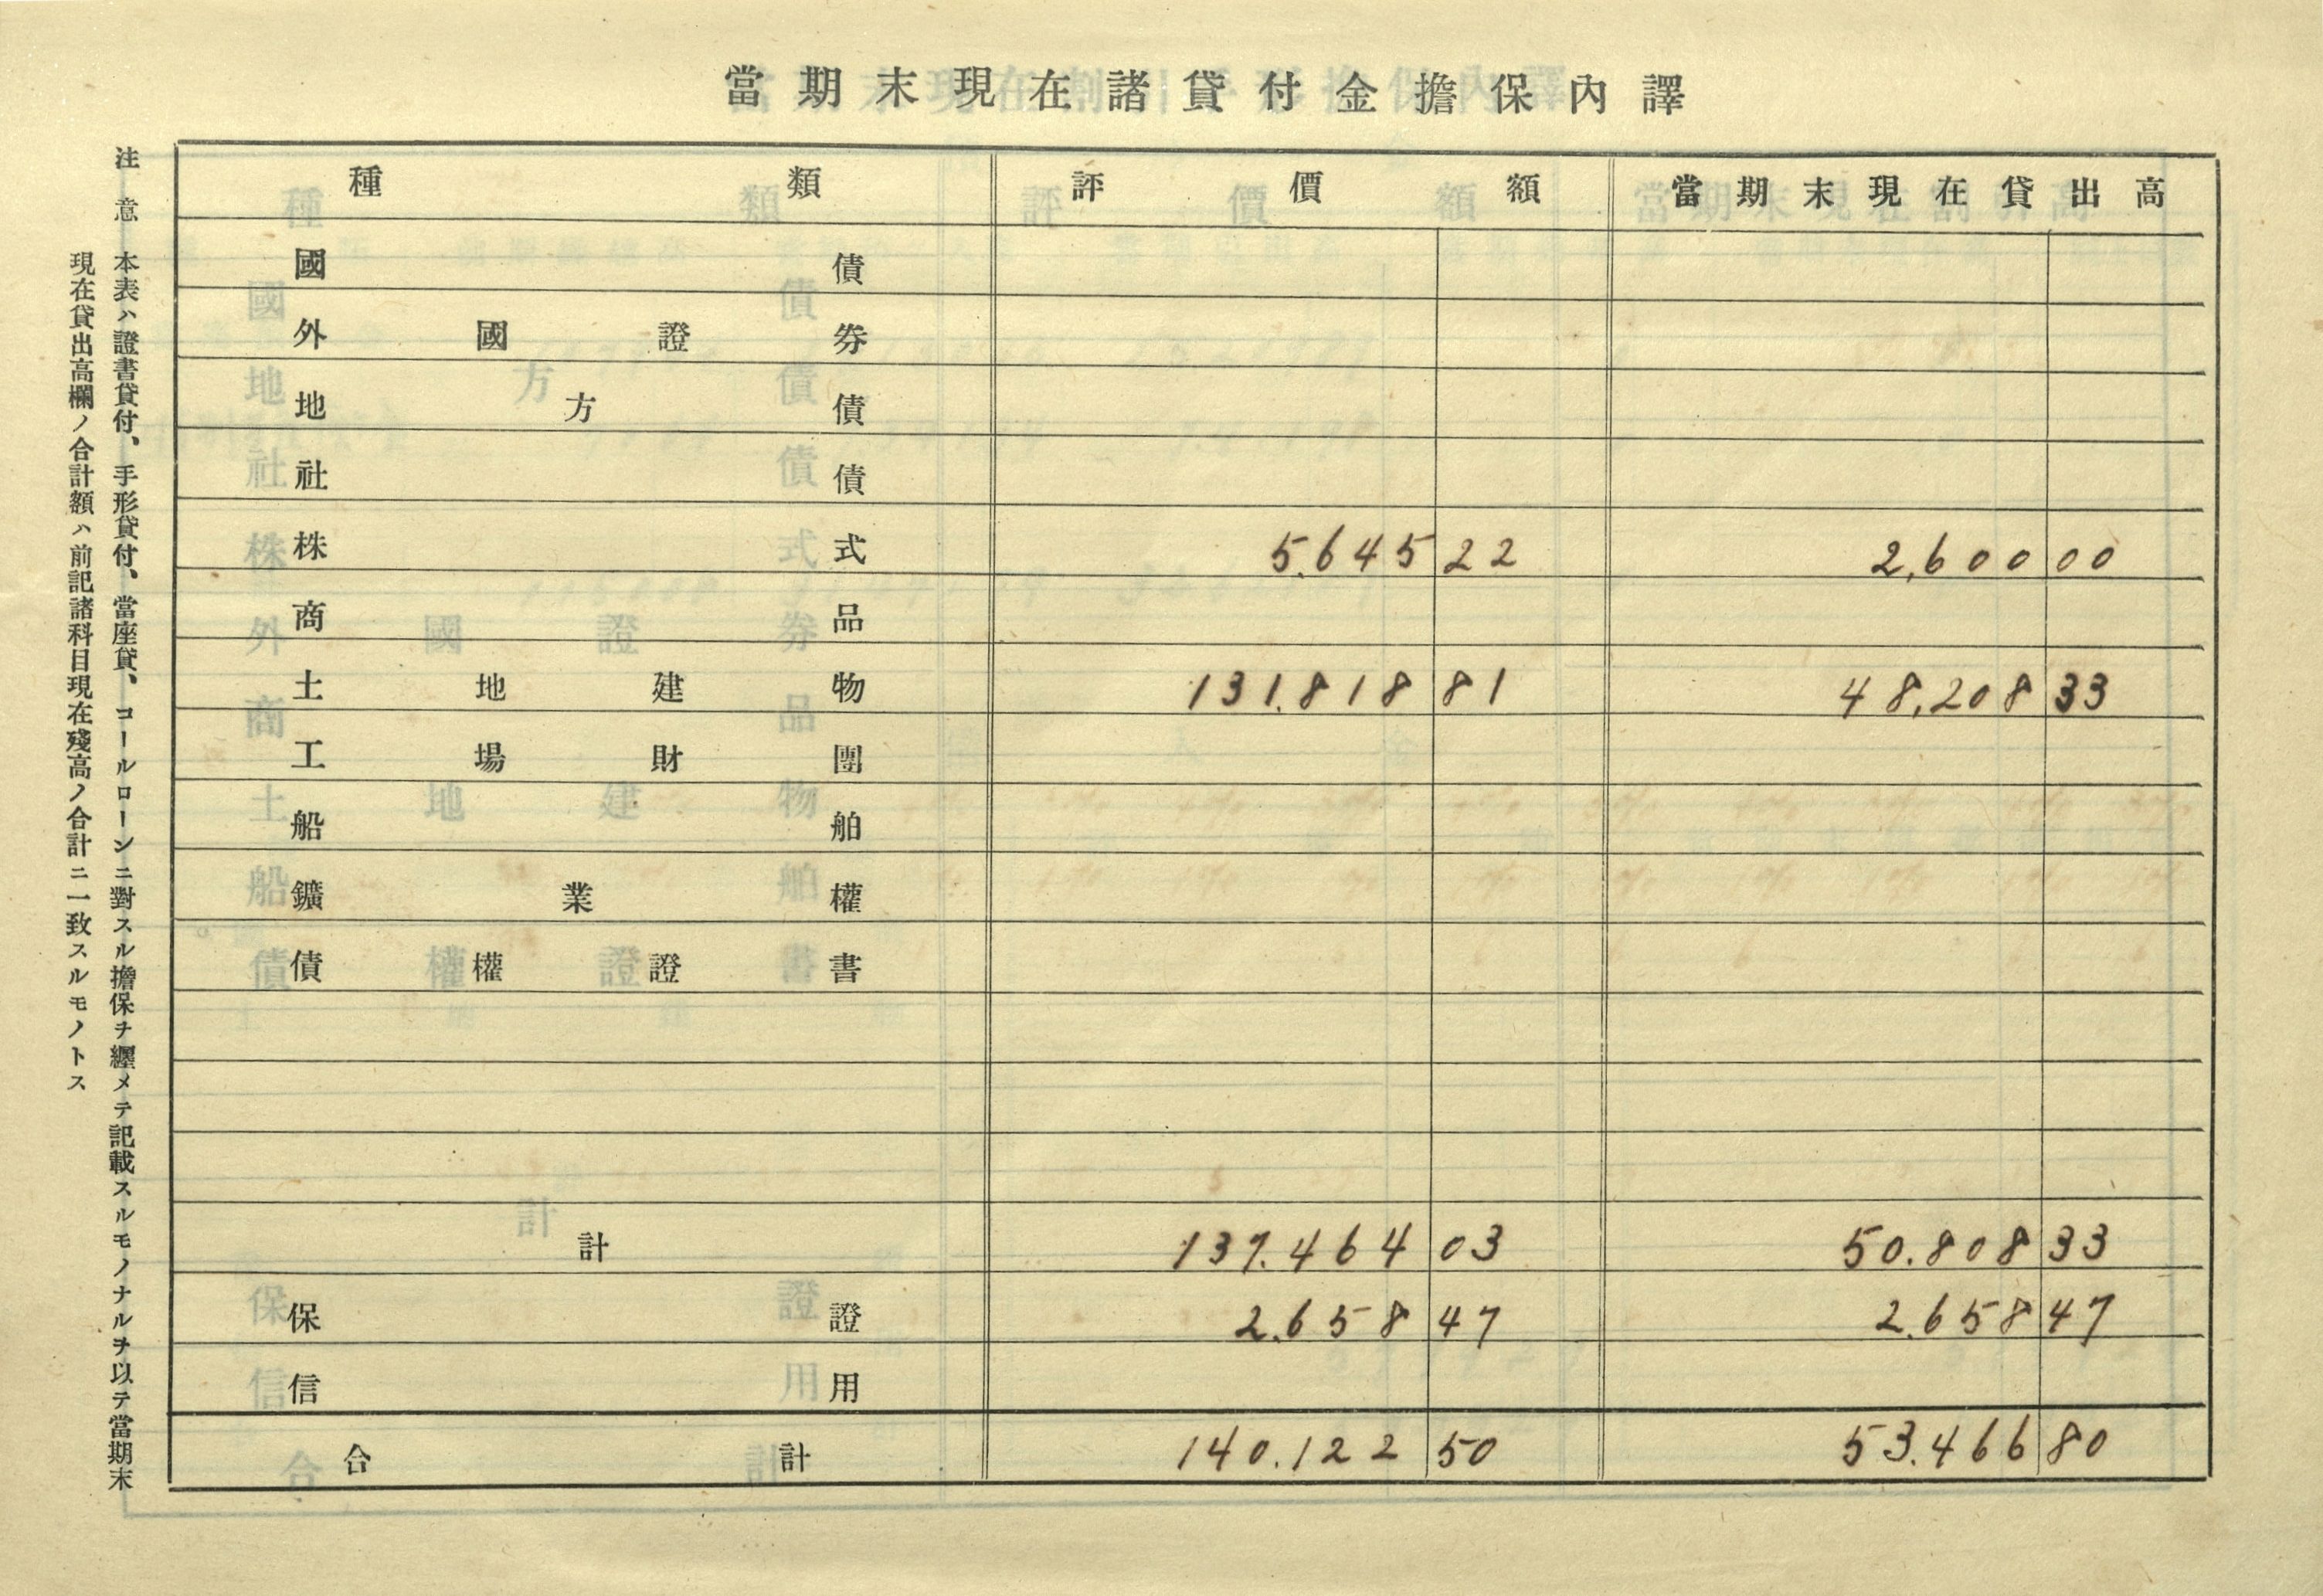 當期末現在諸貸付金擔保內譯
種類 評價額 當期末現在貸出高
國債
外國證券
地方債
社債
株式 5.645 22 2,600 00
商品
土地建物 131.818 81 48,208 33
工場財團
船舶
鑛業權
債權證書
計 137.464 03 50.808 33
保證 2.658 47 2.658 47
信用
合計 140.122 50 53.466 80
注意 本表ハ證書貸付、手形貸付、當座貸、コールローンニ對スル擔保チ纒メテ記載スルモノナルヲ以テ當期末
現在貸出高欄ノ合計額ハ前記諸科目現在殘高ノ合計ニ一致スルモノトス